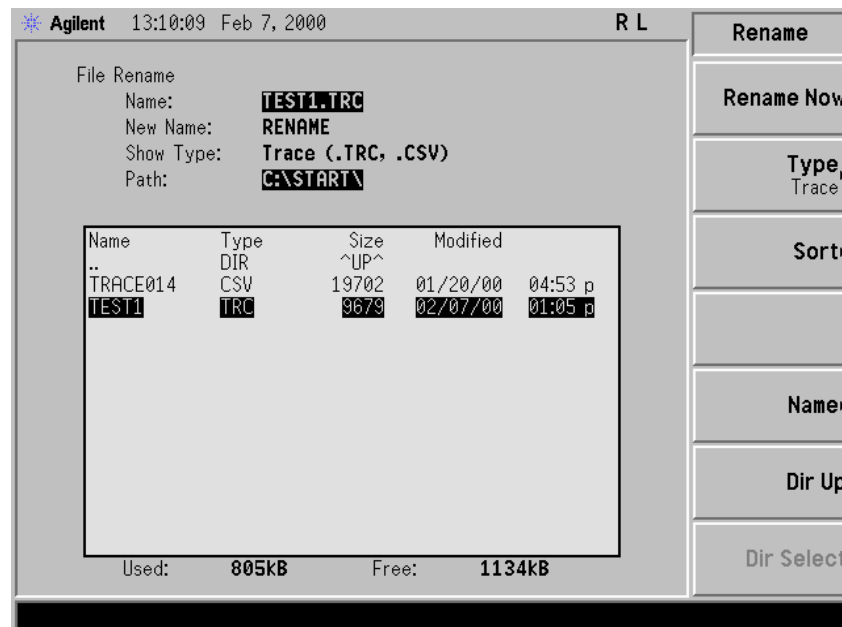 Agilent 13:10:09 Feb 7, 2000 R L
File Rename
Name: TEST1.TRC
New Name: RENAME
Show Type: Trace (.TRC, .CSV)
Path: C:\START\
Name Type Size Modified
.. DIR ^UP^
TRACE014 CSV 19702 01/20/00 04:53 p
TEST1 TRC 9679 02/07/00 01:05 p
Used: 805kB Free: 1134kB
Rename
Rename Now
Type
Trace
Sort
Name
Dir Up
Dir Select